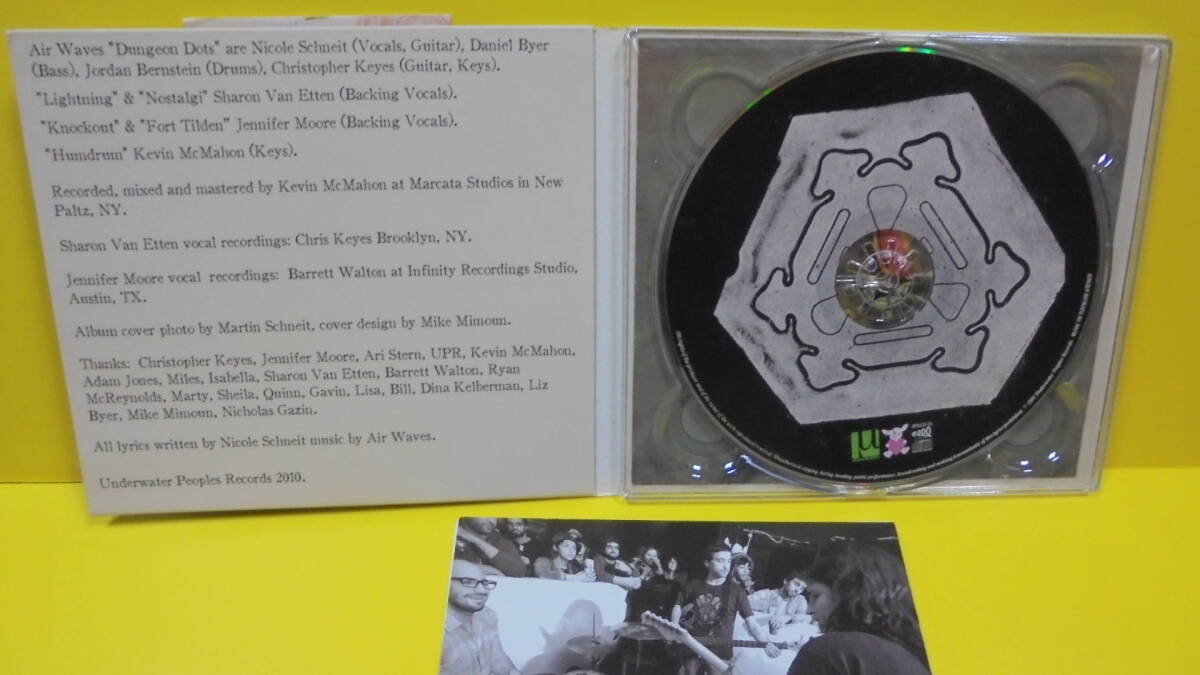 Air Waves "Dungeon Dots" are Nicole Schneit (Vocals, Guitar), Daniel Byer
(Bass), Jordan Bernstein (Drums), Christopher Keyes (Guitar, Keys).
"Lightning" & "Nostalgi" Sharon Van Etten (Backing Vocals).
"Knockout" & "Fort Tilden" Jennifer Moore (Backing Vocals).
"Humdrum" Kevin McMahon (Keys).
Recorded, mixed and mastered by Kevin McMahon at Marcata Studios in New
Paltz, NY.
Sharon Van Etten vocal recordings: Chris Keyes Brooklyn, NY.
Jennifer Moore vocal recordings: Barrett Walton at Infinity Recordings Studio,
Austin, TX.
Album cover photo by Martin Schneit, cover design by Mike Mimoun.
Thanks: Christopher Keyes, Jennifer Moore, Ari Stern, UPR, Kevin McMahon,
Adam Jones, Miles, Isabella, Sharon Van Etten, Barrett Walton, Ryan
McReynolds, Marty, Sheila, Quinn, Gavin, Lisa, Bill, Dina Kelberman, Liz
Byer, Mike Mimoun, Nicholas Gazin.
All lyrics written by Nicole Schneit music by Air Waves.
Underwater Peoples Records 2010.
μ